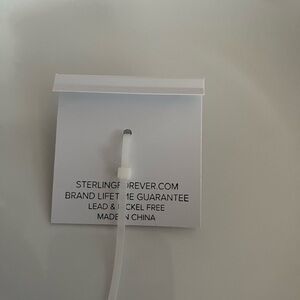 STERLINGFOREVER.COM
BRAND LIFETIME GUARANTEE
LEAD & NICKEL FREE
MADE IN CHINA